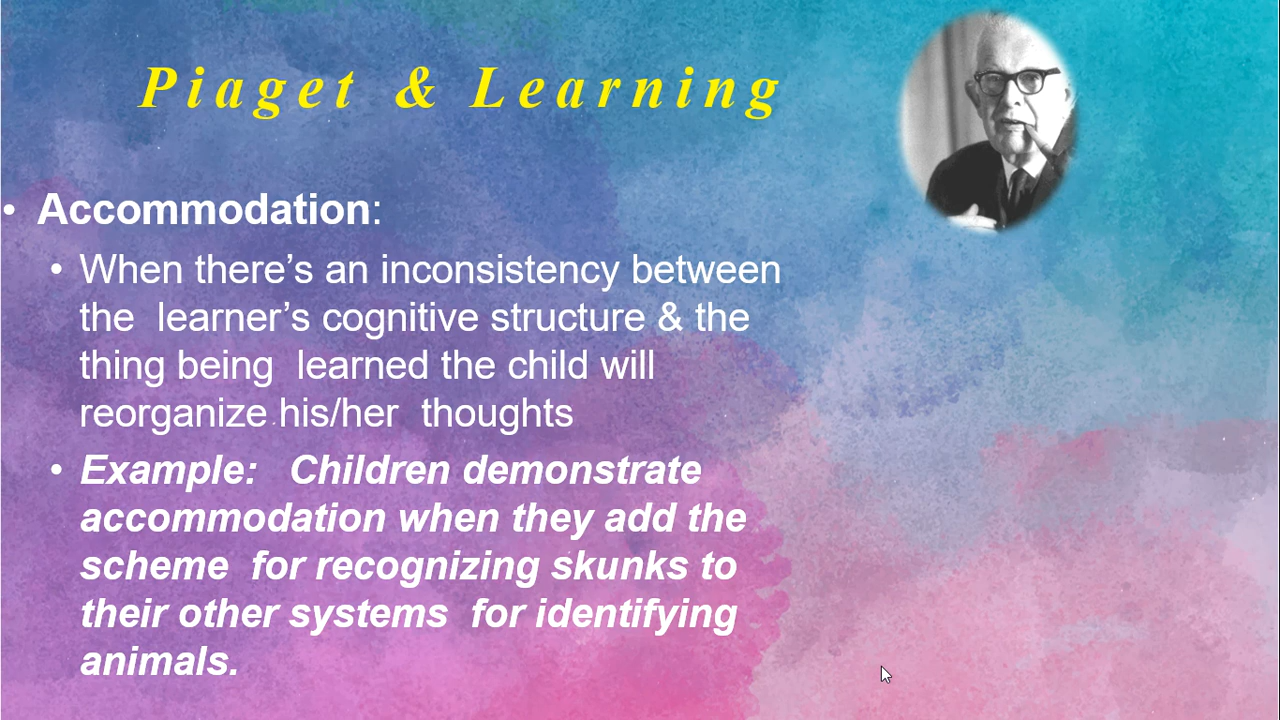 Piaget & Learning
• Accommodation:
• When there’s an inconsistency between
the learner’s cognitive structure & the
thing being learned the child will
reorganize his/her thoughts
• Example: Children demonstrate
accommodation when they add the
scheme for recognizing skunks to
their other systems for identifying
animals.